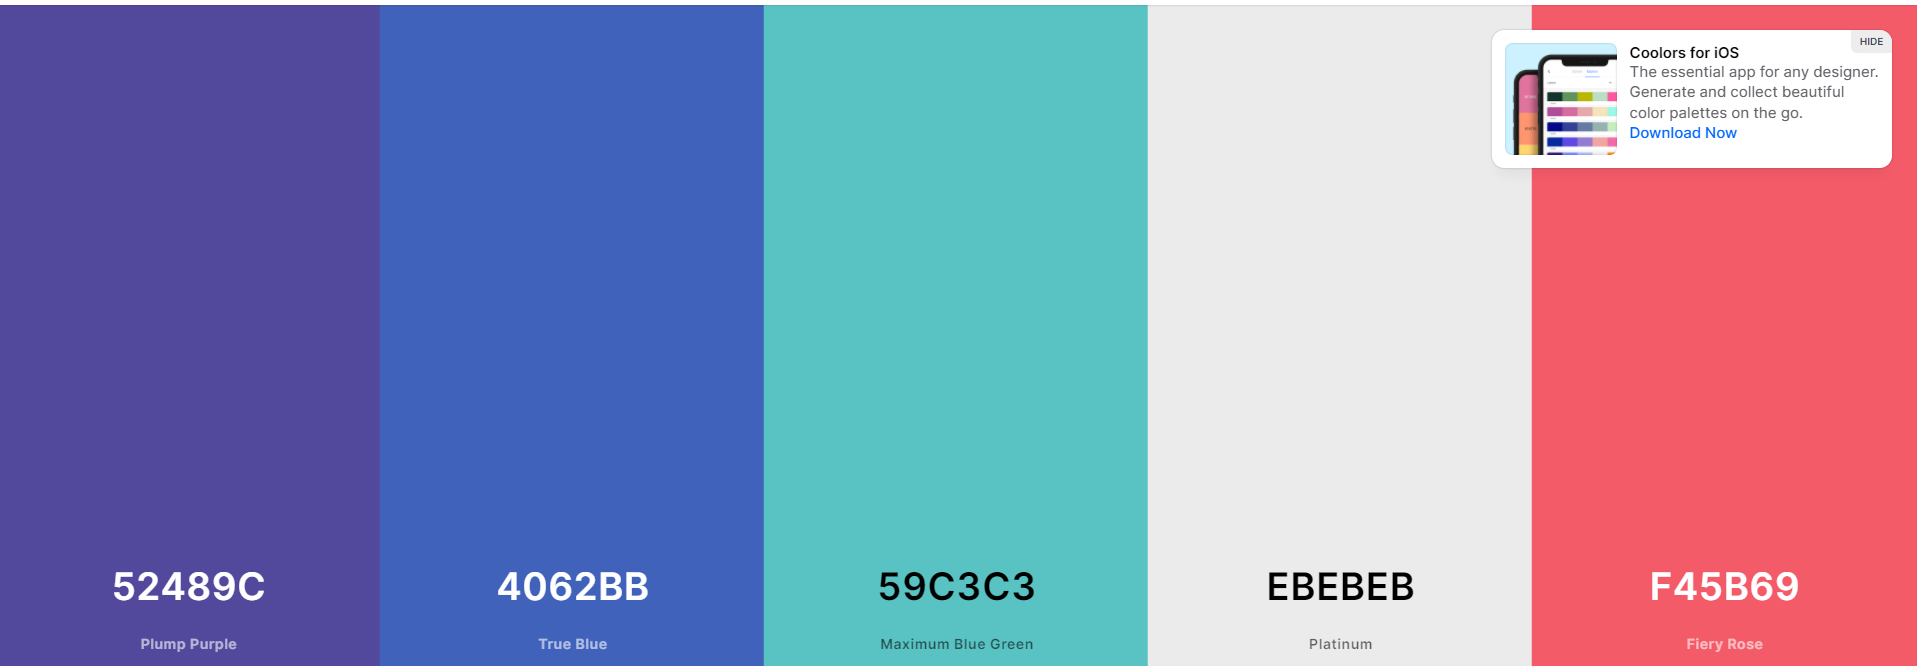 HIDE
Coolors for iOS
The essential app for any designer.
Generate and collect beautiful
color palettes on the go.
Download Now
52489C
4062BB
59C3C3
EBEBEB
F45B69
Plump Purple
True Blue
Maximum Blue Green
Platinum
Fiery Rose